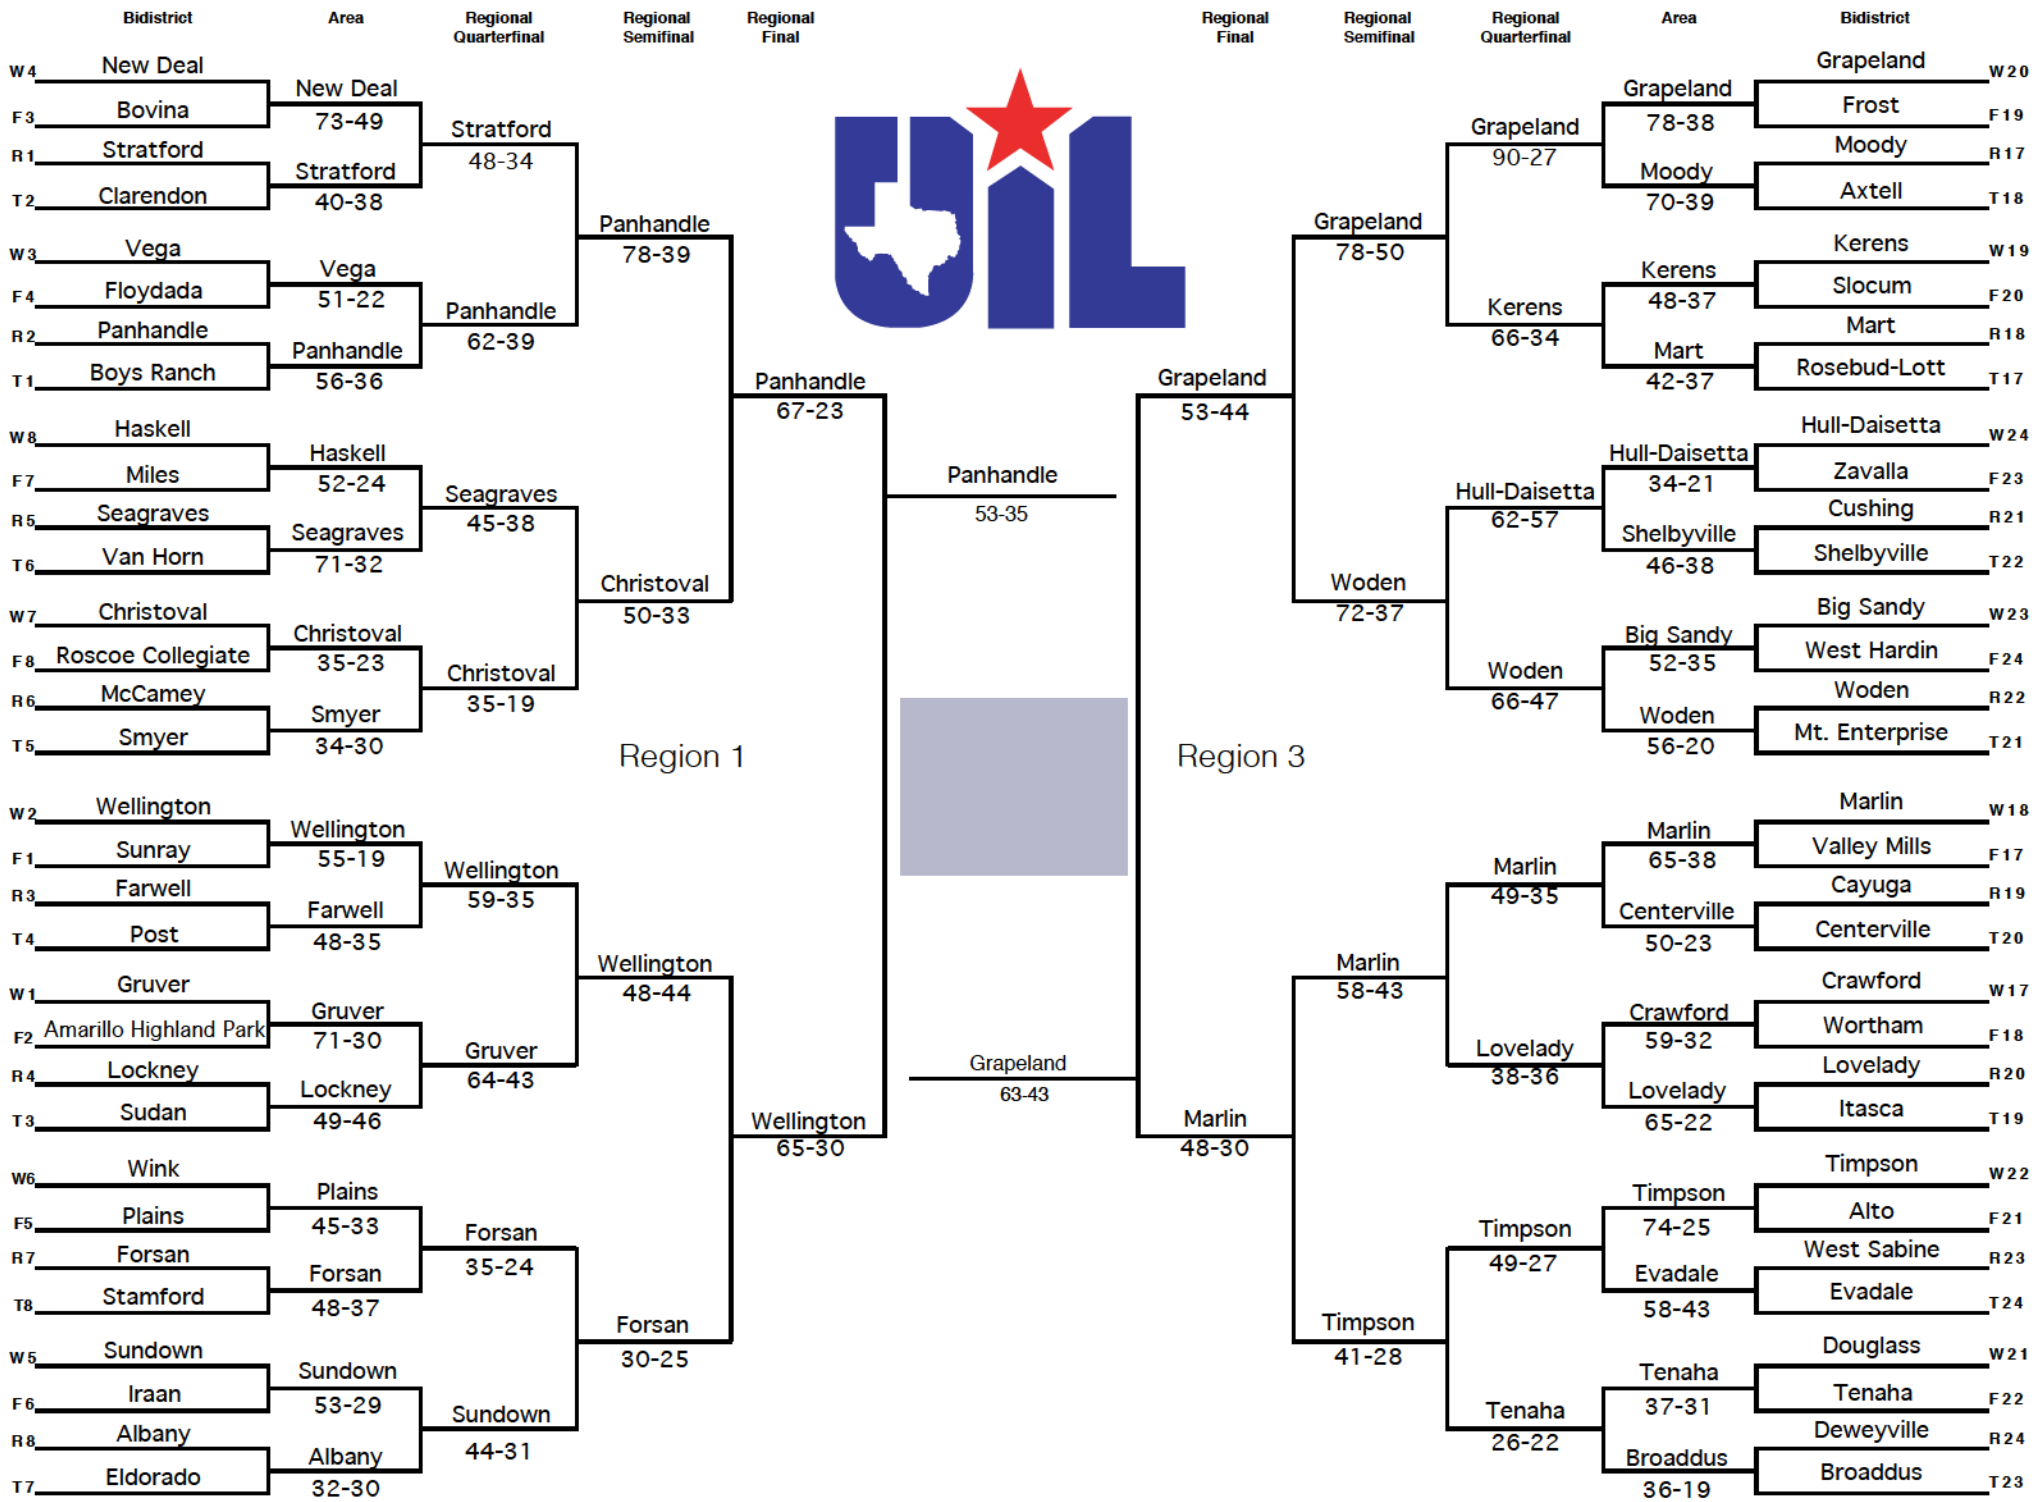 Bidistrict
Area
Regional
Quarterfinal
Regional
Semifinal
Regional
Final
Regional
Final
Regional
Semifinal
Regional
Quarterfinal
Area
Bidistrict
W4
New Deal
F3
Bovina
R1
Stratford
T2
Clarendon
W3
Vega
F4
Floydada
R2
Panhandle
T1
Boys Ranch
W8
Haskell
F7
Miles
R5
Seagraves
T6
Van Horn
W7
Christoval
F8
Roscoe Collegiate
R6
McCamey
T5
Smyer
W2
Wellington
F1
Sunray
R3
Farwell
T4
Post
W1
Gruver
F2
Amarillo Highland Park
R4
Lockney
T3
Sudan
W6
Wink
F5
Plains
R7
Forsan
T8
Stamford
W5
Sundown
F6
Iraan
R8
Albany
T7
Eldorado
New Deal
73-49
Stratford
40-38
Vega
51-22
Panhandle
56-36
Haskell
52-24
Seagraves
71-32
Christoval
35-23
Smyer
34-30
Wellington
55-19
Farwell
48-35
Gruver
71-30
Lockney
49-46
Plains
45-33
Forsan
48-37
Sundown
53-29
Albany
32-30
Stratford
48-34
Panhandle
62-39
Seagraves
45-38
Christoval
35-19
Wellington
59-35
Gruver
64-43
Forsan
35-24
Sundown
44-31
Panhandle
78-39
Christoval
50-33
Wellington
48-44
Forsan
30-25
Region 1
Panhandle
67-23
Wellington
65-30
UIL
Panhandle
53-35
Grapeland
63-43
Grapeland
53-44
Marlin
48-30
Region 3
Grapeland
78-50
Woden
72-37
Marlin
58-43
Timpson
41-28
Grapeland
90-27
Kerens
66-34
Hull-Daisetta
62-57
Woden
66-47
Marlin
49-35
Lovelady
38-36
Timpson
49-27
Tenaha
26-22
Grapeland
78-38
Moody
70-39
Kerens
48-37
Mart
42-37
Hull-Daisetta
34-21
Shelbyville
46-38
Big Sandy
52-35
Woden
56-20
Marlin
65-38
Centerville
50-23
Crawford
59-32
Lovelady
65-22
Timpson
74-25
Evadale
58-43
Tenaha
37-31
Broaddus
36-19
Grapeland
W20
Frost
F19
Moody
R17
Axtell
T18
Kerens
W19
Slocum
F20
Mart
R18
Rosebud-Lott
T17
Hull-Daisetta
W24
Zavalla
F23
Cushing
R21
Shelbyville
T22
Big Sandy
W23
West Hardin
F24
Woden
R22
Mt. Enterprise
T21
Marlin
W18
Valley Mills
F17
Cayuga
R19
Centerville
T20
Crawford
W17
Wortham
F18
Lovelady
R20
Itasca
T19
Timpson
W22
Alto
F21
West Sabine
R23
Evadale
T24
Douglass
W21
Tenaha
F22
Deweyville
R24
Broaddus
T23